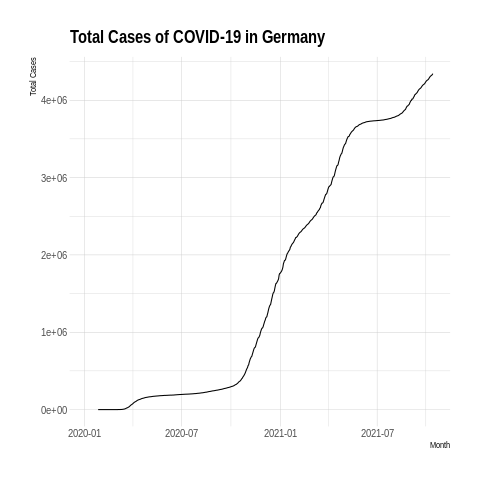 Total Cases of COVID-19 in Germany
Total Cases
4e+06
3e+06
2e+06
1e+06
0e+00
2020-01 2020-07 2021-01 2021-07
Month